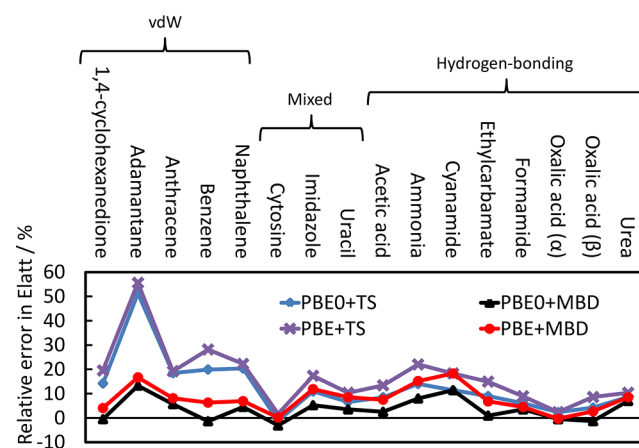 vdW
Hydrogen-bonding
Mixed
1,4-cyclohexanedione
Adamantane
Anthracene
Benzene
Naphthalene
Cytosine
Imidazole
Uracil
Acetic acid
Ammonia
Cyanamide
Ethylcarbamate
Formamide
Oxalic acid (α)
Oxalic acid (β)
Urea
Relative error in Elatt / %
60
50
40
30
20
10
0
-10
PBE0+TS
PBE0+MBD
PBE+TS
PBE+MBD